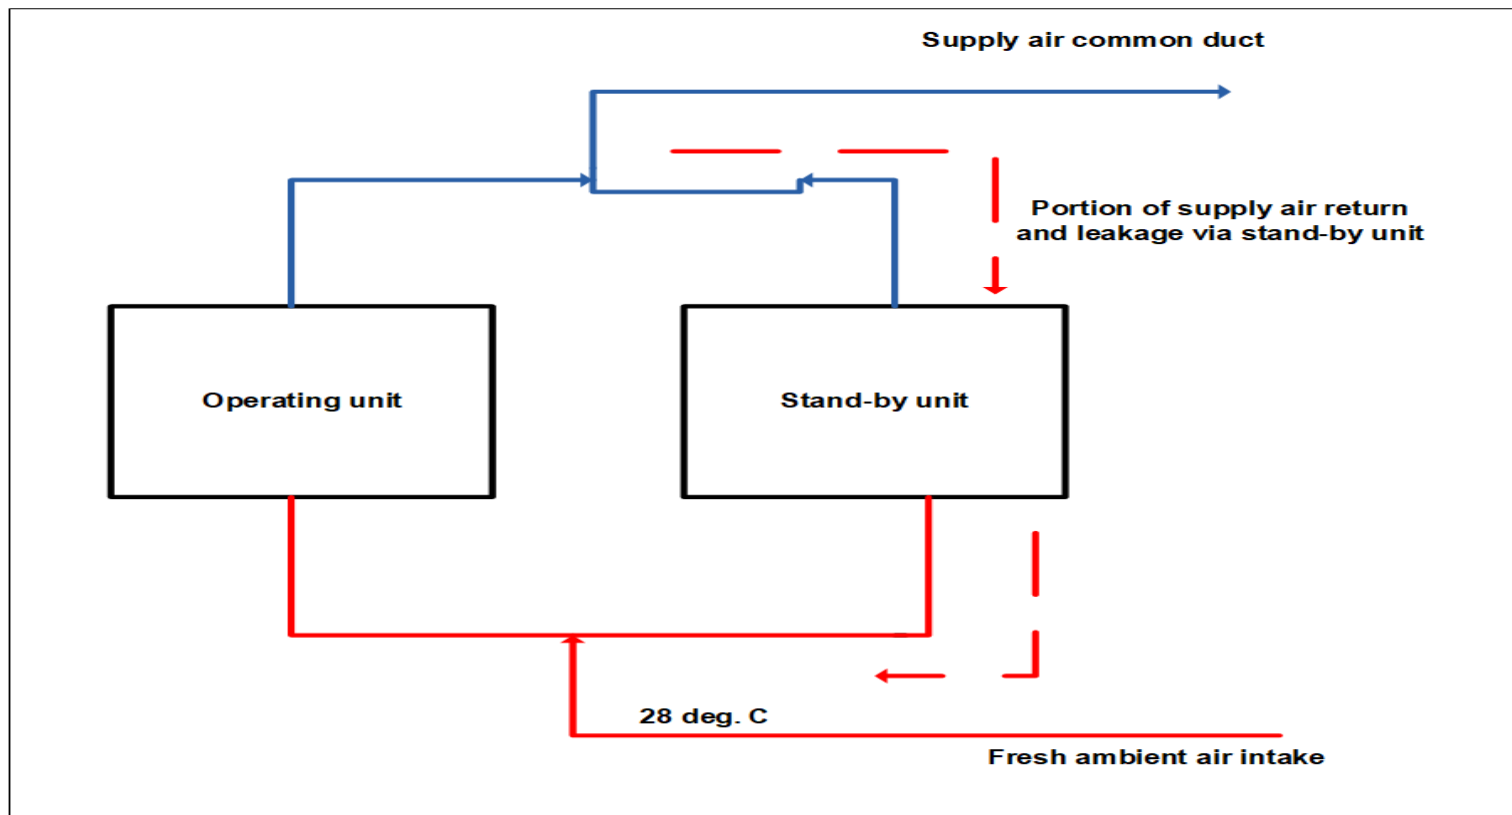 Supply air common duct
Portion of supply air return
and leakage via stand-by unit
Operating unit
Stand-by unit
28 deg. C
Fresh ambient air intake